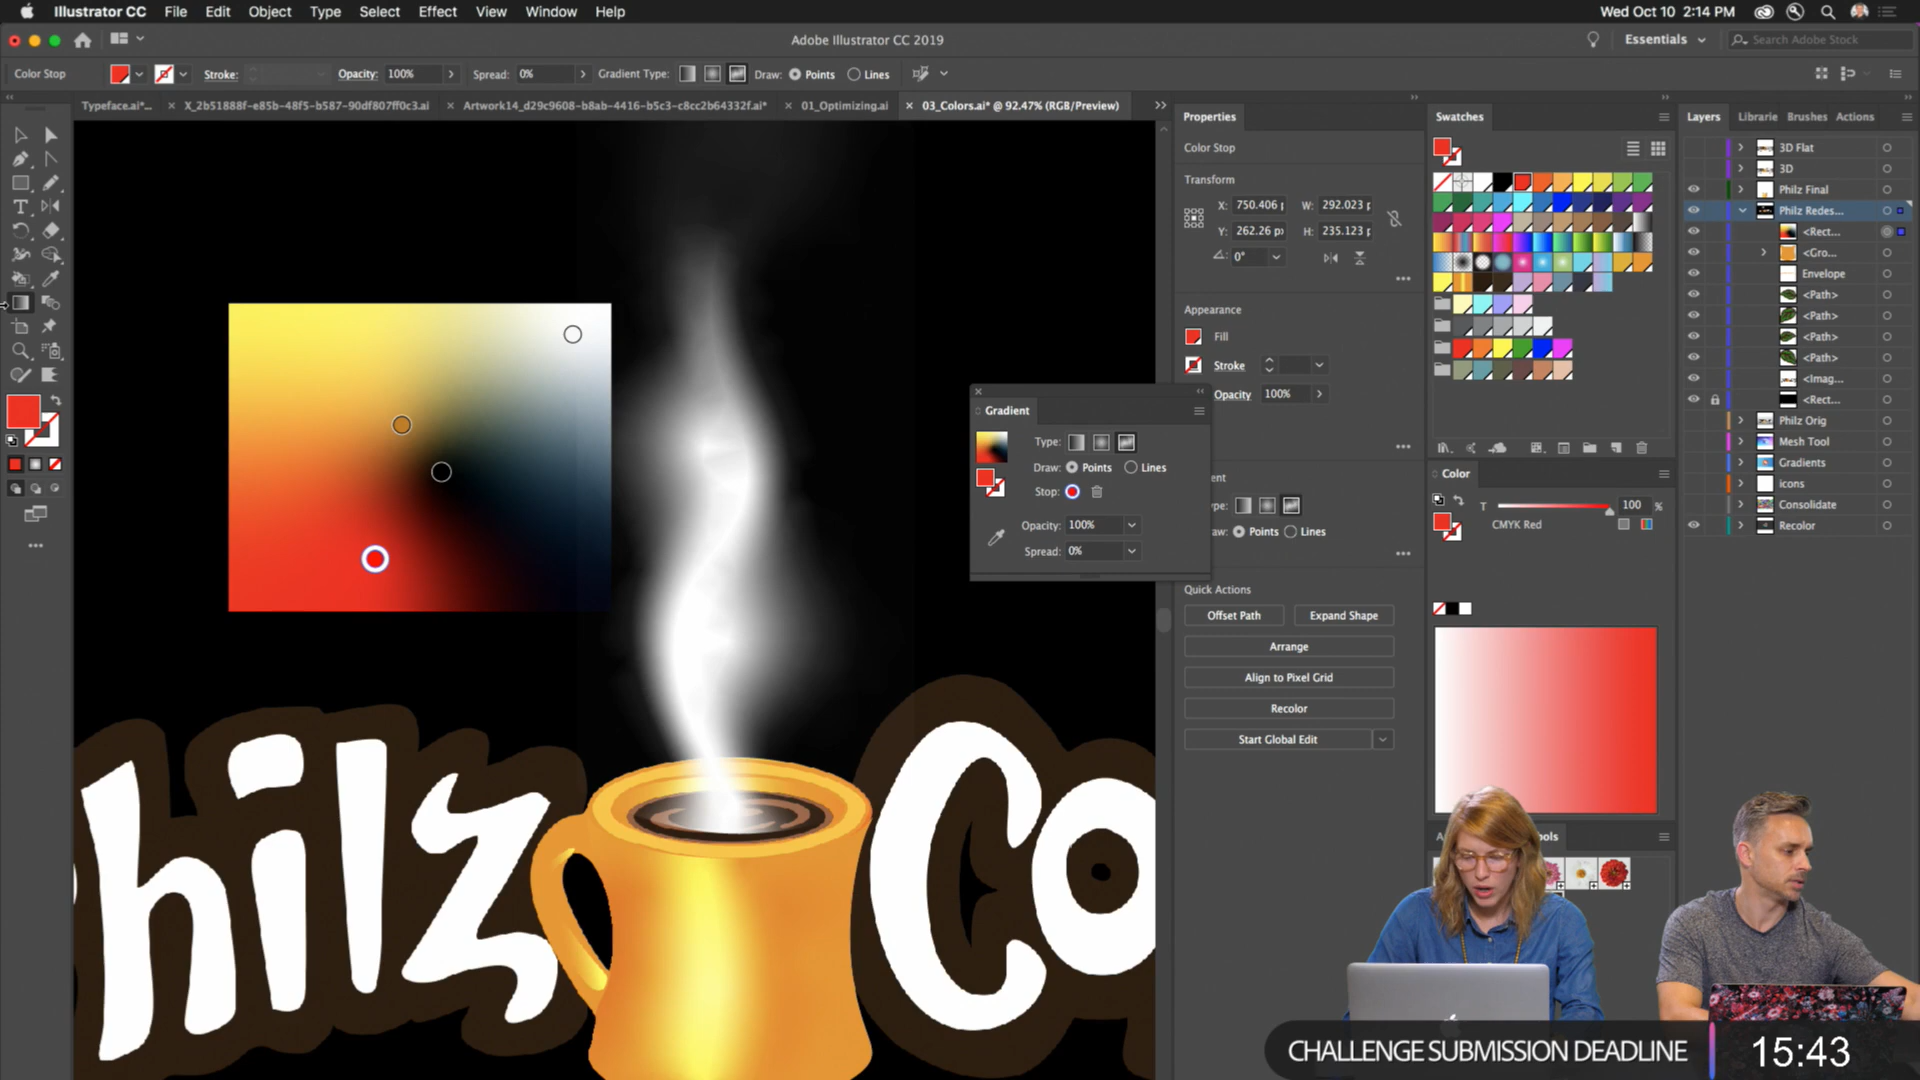 Illustrator CC File Edit Object Type Select Effect View Window Help
Wed Oct 10 2:14 PM
Adobe Illustrator CC 2019
Essentials
Search Adobe Stock
Color Stop
Stroke:
Opacity: 100%
Spread: 0%
Gradient Type:
Draw: Points Lines
Typeface.ai*...
X_2b51888f-e85b-48f5-b587-90df807ff0c3.ai
Artwork14_d29c9608-b8ab-4416-b5c3-c8cc2b64332f.ai*
01_Optimizing.ai
03_Colors.ai* @ 92.47% (RGB/Preview)
Properties
Color Stop
Transform
X: 750.406 p
W: 292.023 p
Y: 262.26 px
H: 235.123 p
0°
Appearance
Fill
Stroke
Opacity 100%
ent
ype:
aw: Points Lines
Quick Actions
Offset Path
Expand Shape
Arrange
Align to Pixel Grid
Recolor
Start Global Edit
Gradient
Type:
Draw: Points Lines
Stop:
Opacity: 100%
Spread: 0%
Swatches
Color
T 100 %
CMYK Red
A
ols
Layers Librarie Brushes Actions
3D Flat
3D
Philz Final
Philz Redes...
<Rect...
<Gro...
Envelope
<Path>
<Path>
<Path>
<Path>
<Imag...
<Rect...
Philz Orig
Mesh Tool
Gradients
icons
Consolidate
Recolor
Philz Co
CHALLENGE SUBMISSION DEADLINE 15:43